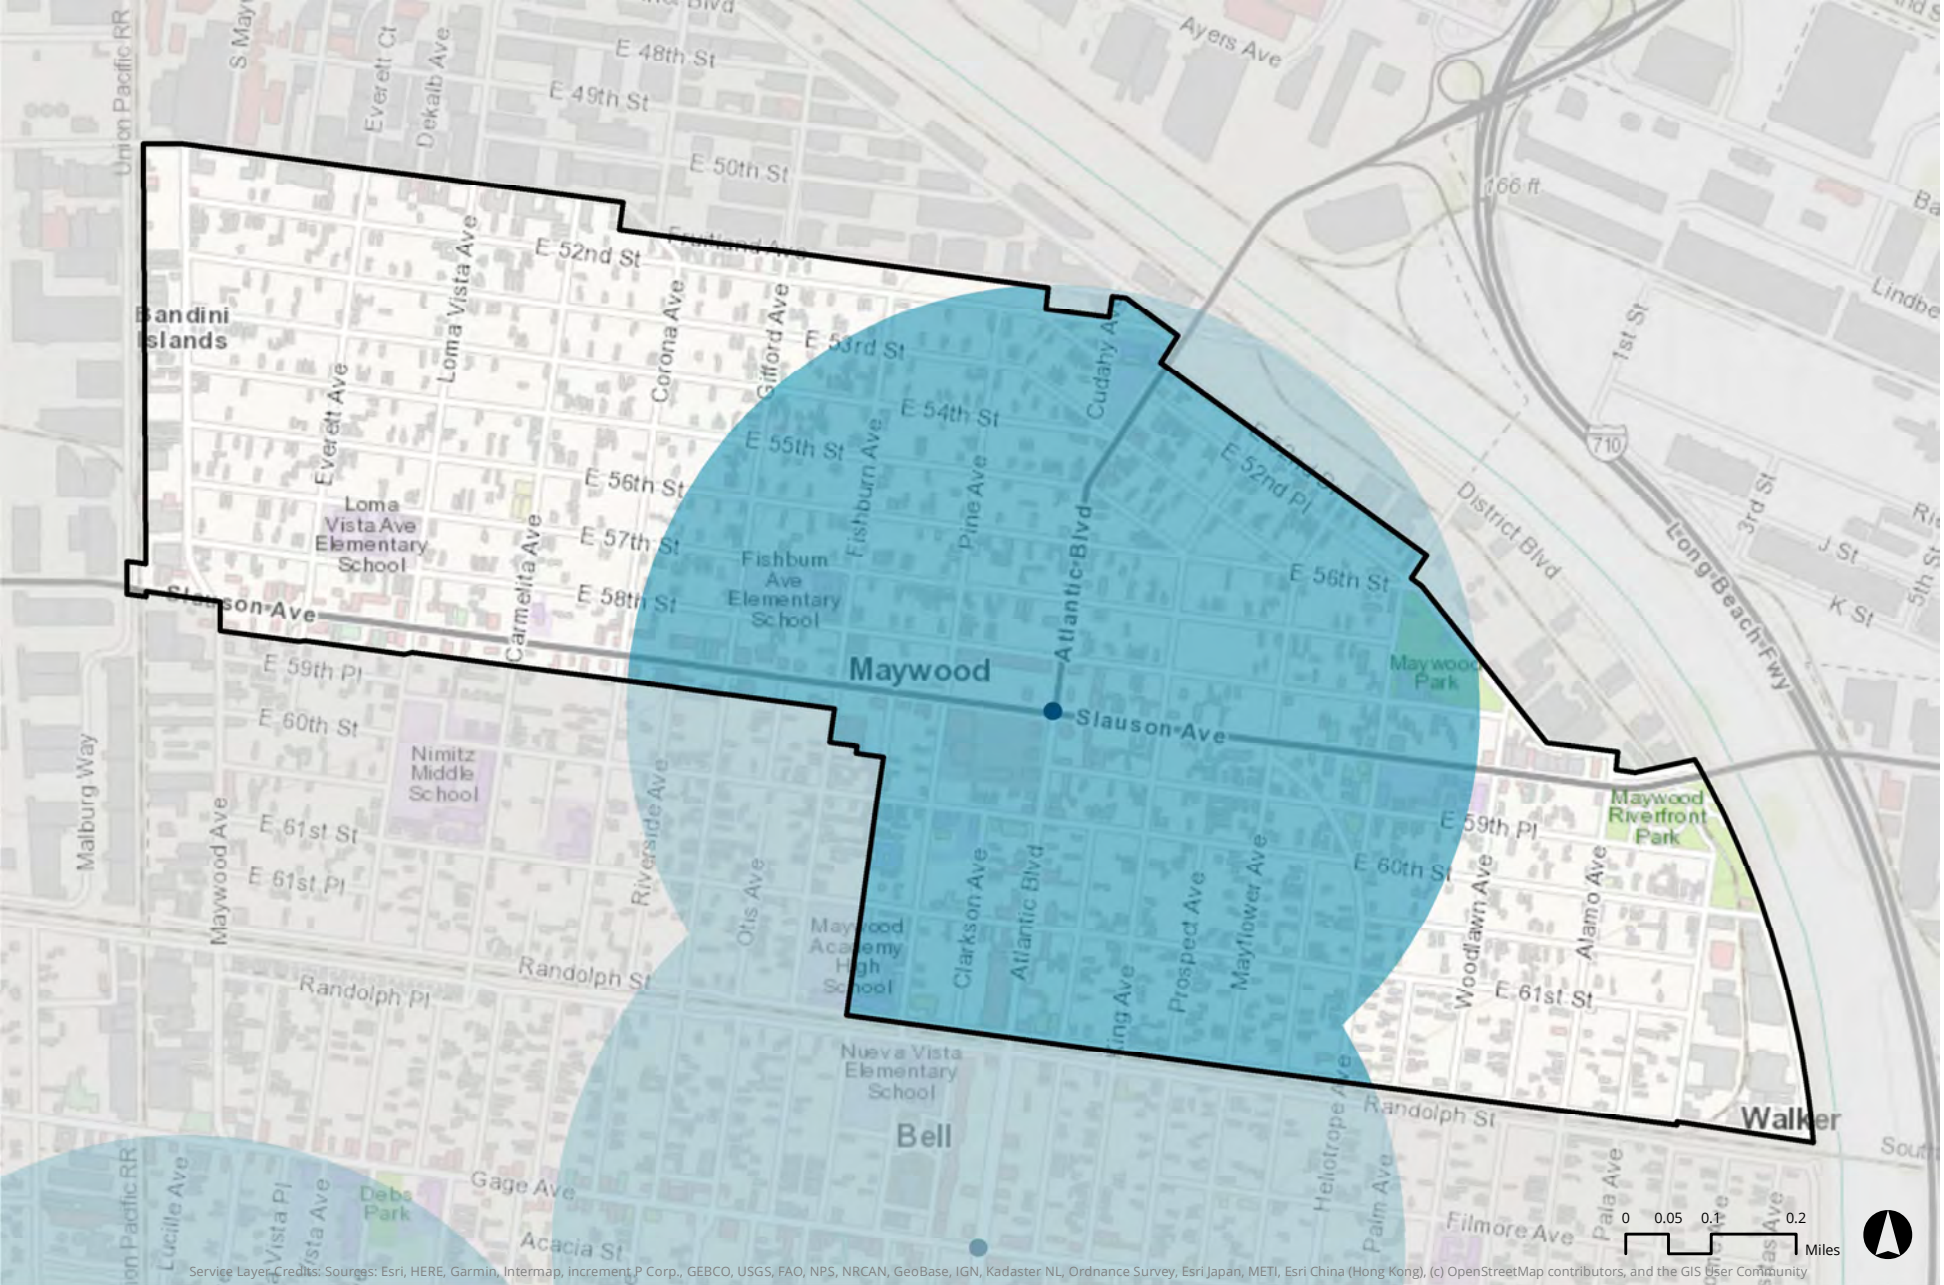 E 48th St
Ayers Ave
Union Pacific RR
Everett Ct
Dekalb Ave
E 49th St
E 50th St
166 ft
Fruitland Ave
E 52nd St
Loma Vista Ave
Corona Ave
Gifford Ave
Bandini
Islands
E 53rd St
1st St
Everett Ave
E 54th St
E 55th St
Fishburn Ave
Pine Ave
E 52nd Pl
710
E 56th St
3rd St
Loma
Vista Ave
Elementary
School
District Blvd
Long Beach Fwy
J St
E 57th St
Carmelita Ave
Fishburn
Ave
Elementary
School
Atlantic Blvd
E 56th St
5th St
K St
E 58th St
Slauson Ave
E 59th Pl
Maywood
Maywood
Park
Slauson Ave
E 60th St
Nimitz
Middle
School
Malburg Way
Riverside Ave
Maywood
Riverfront
Park
E 59th Pl
E 61st St
Maywood Ave
E 60th St
E 61st Pl
Otis Ave
Clarkson Ave
Atlantic Blvd
Prospect Ave
Mayflower Ave
Woodlawn Ave
Alamo Ave
Maywood
Academy
High
School
Randolph St
Randolph Pl
King Ave
E 61st St
Nueva Vista
Elementary
School
Heliotrope Ave
Randolph St
Walker
Bell
Gage Ave
Lucille Ave
Vista Pl
Vista Ave
Debs
Park
Palm Ave
Pala Ave
Filmore Ave
Acacia St
0 0.05 0.1 0.2
Miles
Service Layer Credits: Sources: Esri, HERE, Garmin, Intermap, increment P Corp., GEBCO, USGS, FAO, NPS, NRCAN, GeoBase, IGN, Kadaster NL, Ordnance Survey, Esri Japan, METI, Esri China (Hong Kong), (c) OpenStreetMap contributors, and the GIS User Community